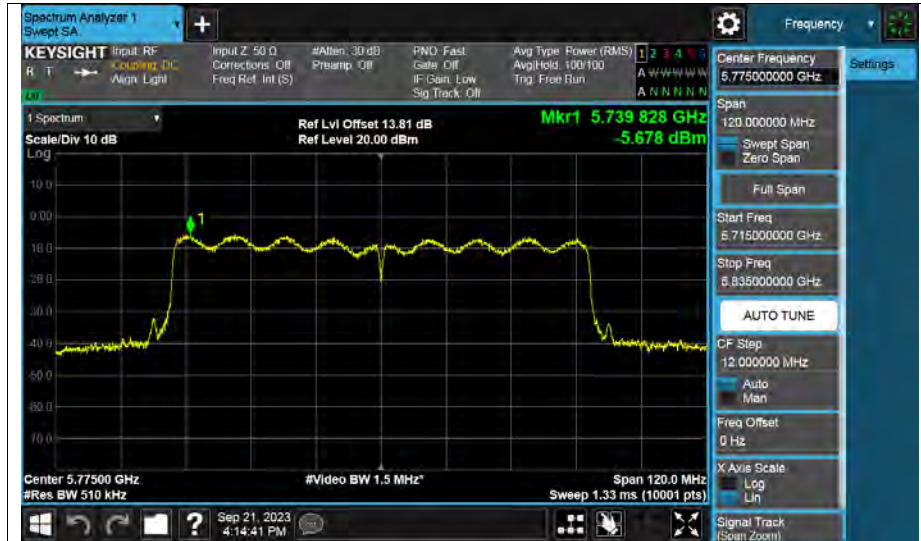 Spectrum Analyzer 1
Swept SA
+
Frequency
KEYSIGHT
R T
Input: RF
Coupling: DC
Align: Light
Input Z: 50 Ω
Corrections: Off
Freq Ref: Int (S)
#Atten: 30 dB
Preamp: Off
PNO: Fast
Gate: Off
IF Gain: Low
Sig Track: Off
Avg Type: Power (RMS)
Avg|Hold: 100/100
Trig: Free Run
1 2 3 4 5 6
A W W W W W
A N N N N N
1 Spectrum
Scale/Div 10 dB
Ref Lvl Offset 13.81 dB
Ref Level 20.00 dBm
Mkr1 5.739 828 GHz
-5.678 dBm
Log
10.0
0.00
1
-10.0
-20.0
-30.0
-40.0
-50.0
-60.0
-70.0
Center 5.77500 GHz
#Res BW 510 kHz
#Video BW 1.5 MHz*
Span 120.0 MHz
Sweep 1.33 ms (10001 pts)
?
Sep 21, 2023
4:14:41 PM
Center Frequency
5.775000000 GHz
Settings
Span
120.000000 MHz
Swept Span
Zero Span
Full Span
Start Freq
5.715000000 GHz
Stop Freq
5.835000000 GHz
AUTO TUNE
CF Step
12.000000 MHz
Auto
Man
Freq Offset
0 Hz
X Axis Scale
Log
Lin
Signal Track
(Span Zoom)